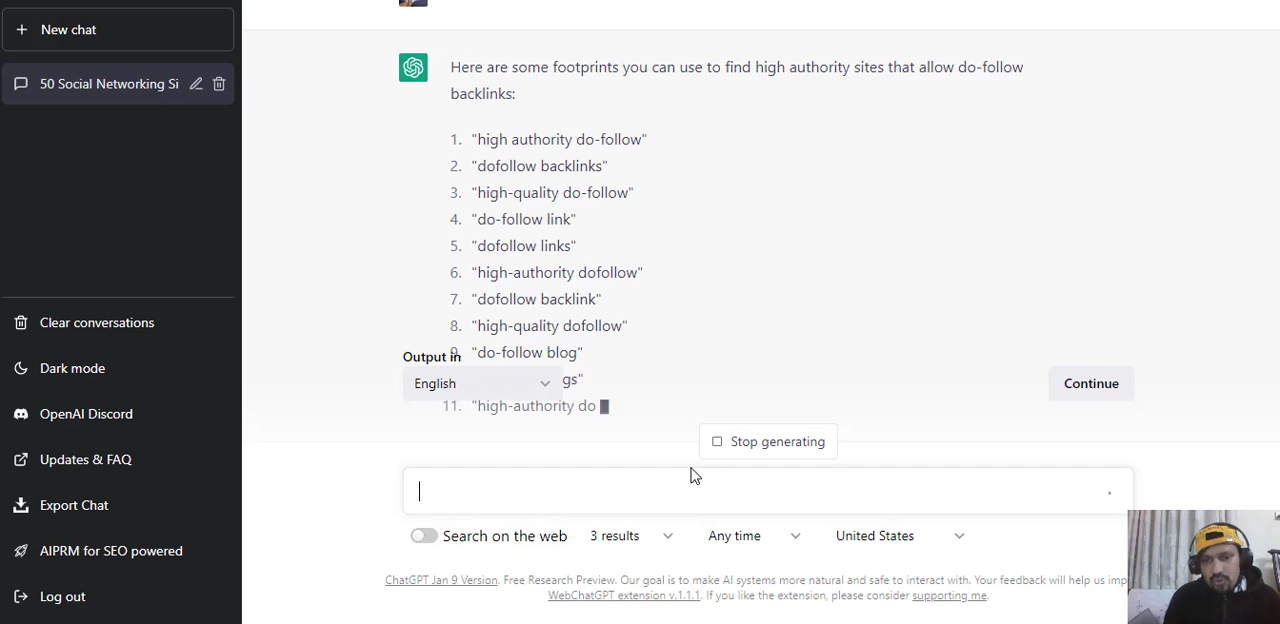 New chat
50 Social Networking Si
Clear conversations
Dark mode
OpenAI Discord
Updates & FAQ
Export Chat
AIPRM for SEO powered
Log out
Here are some footprints you can use to find high authority sites that allow do-follow
backlinks:
1. "high authority do-follow"
2. "dofollow backlinks"
3. "high-quality do-follow"
4. "do-follow link"
5. "dofollow links"
6. "high-authority dofollow"
7. "dofollow backlink"
8. "high-quality dofollow"
9. "do-follow blog"
gs"
11. "high-authority do
Output in
English
Continue
Stop generating
Search on the web
3 results
Any time
United States
ChatGPT Jan 9 Version. Free Research Preview. Our goal is to make AI systems more natural and safe to interact with. Your feedback will help us imp
WebChatGPT extension v.1.1.1. If you like the extension, please consider supporting me.